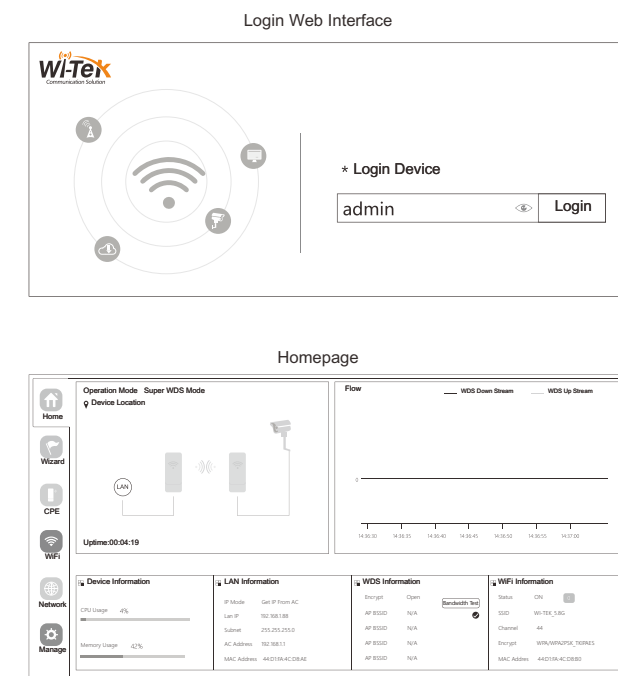 Login Web Interface
Wi-Tek
Communication Solution
* Login Device
admin
Login
Homepage
Home
Wizard
CPE
WiFi
Network
Manage
Operation Mode Super WDS Mode
Device Location
LAN
Uptime:00:04:19
Flow
WDS Down Stream
WDS Up Stream
0
14:36:30 14:36:35 14:36:40 14:36:45 14:36:50 14:36:55 14:37:00
Device Information
CPU Usage 4%
Memory Usage 42%
LAN Information
IP Mode Get IP From AC
Lan IP 192.168.1.88
Subnet 255.255.255.0
AC Address 192.168.1.1
MAC Address 44:D1:FA:4C:D8:AE
WDS Information
Encrypt Open
Bandwidth Test
AP BSSID N/A
AP BSSID N/A
AP BSSID N/A
AP BSSID N/A
WiFi Information
Status ON
SSID WI-TEK_5.8G
Channel 44
Encrypt WPA/WPA2PSK_TKIPAES
MAC Addres 44:D1:FA:4C:D8:B0